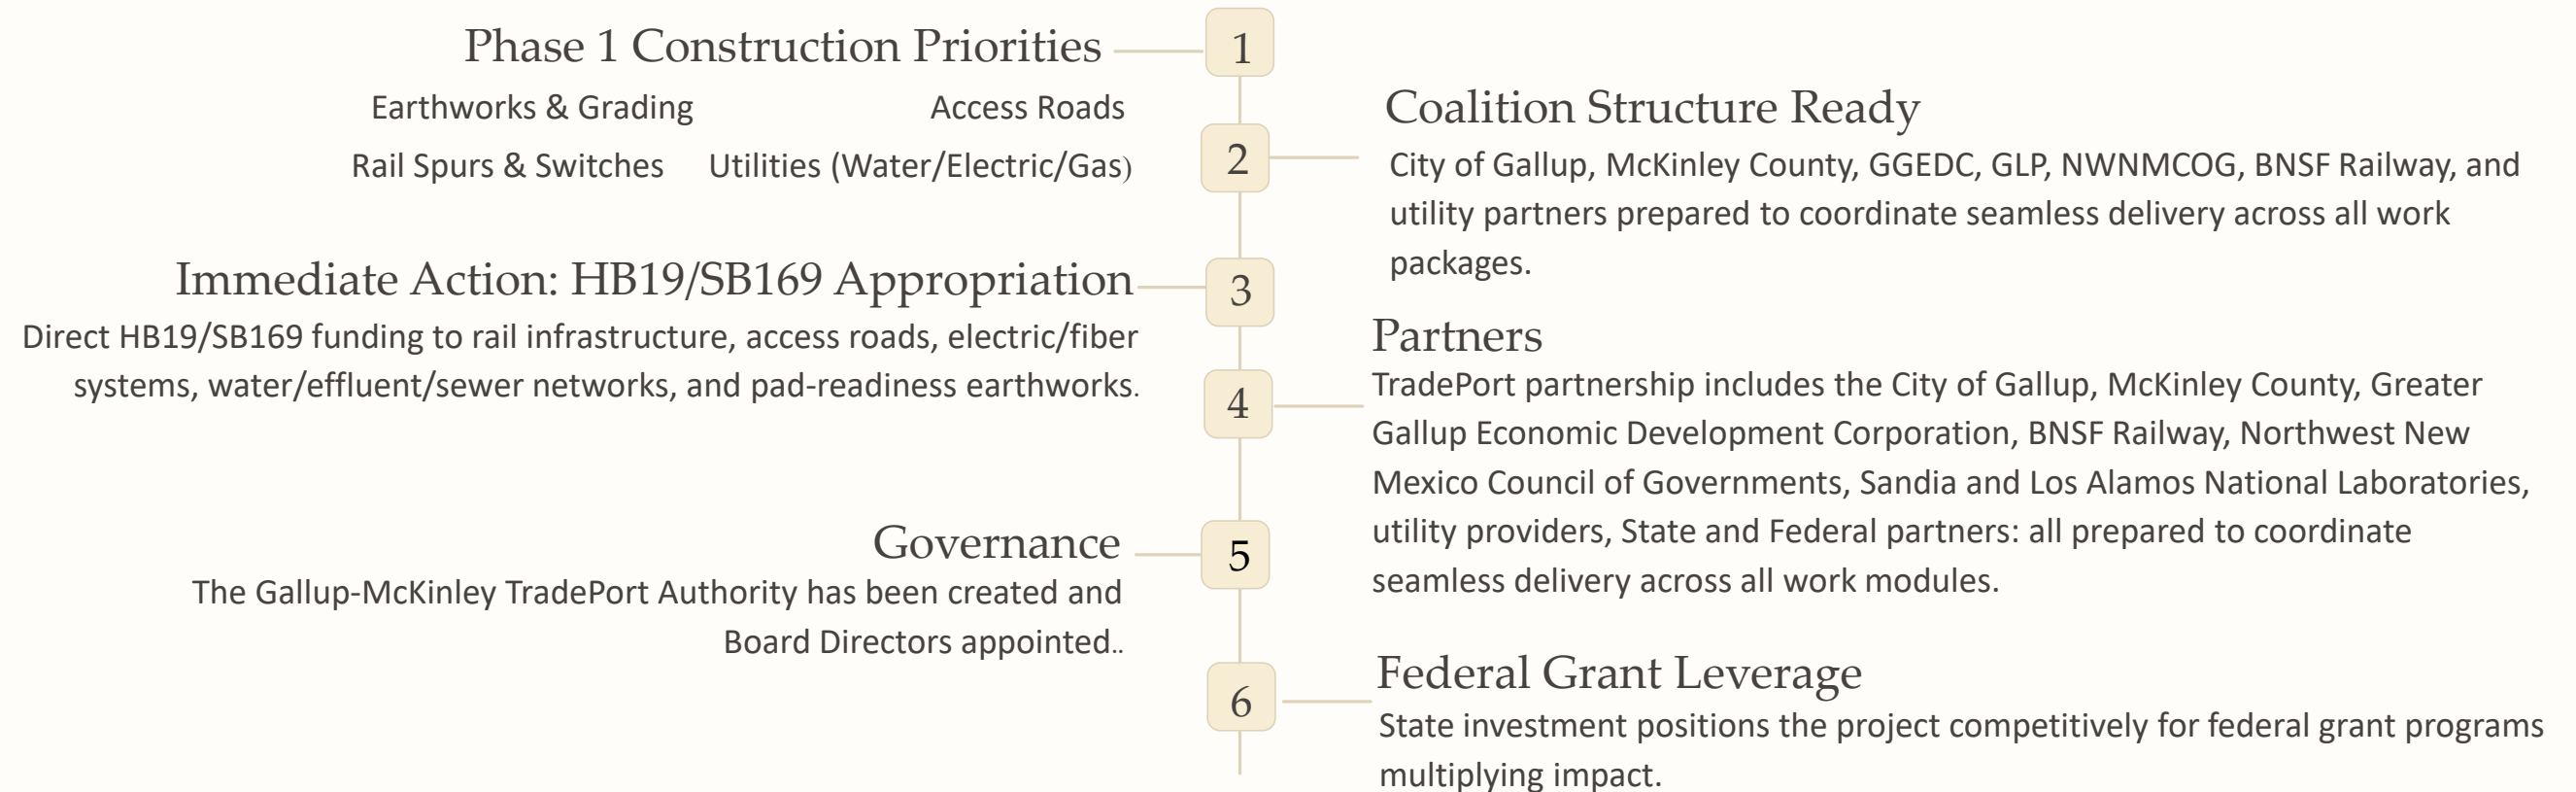 Phase 1 Construction Priorities
1
Earthworks & Grading
Access Roads
Rail Spurs & Switches
Utilities (Water/Electric/Gas)
2
Coalition Structure Ready
City of Gallup, McKinley County, GGEDC, GLP, NWNMCOG, BNSF Railway, and
utility partners prepared to coordinate seamless delivery across all work
packages.
Immediate Action: HB19/SB169 Appropriation
3
Direct HB19/SB169 funding to rail infrastructure, access roads, electric/fiber
systems, water/effluent/sewer networks, and pad-readiness earthworks.
4
Partners
TradePort partnership includes the City of Gallup, McKinley County, Greater
Gallup Economic Development Corporation, BNSF Railway, Northwest New
Mexico Council of Governments, Sandia and Los Alamos National Laboratories,
utility providers, State and Federal partners: all prepared to coordinate
seamless delivery across all work modules.
Governance
5
The Gallup-McKinley TradePort Authority has been created and
Board Directors appointed..
6
Federal Grant Leverage
State investment positions the project competitively for federal grant programs
multiplying impact.